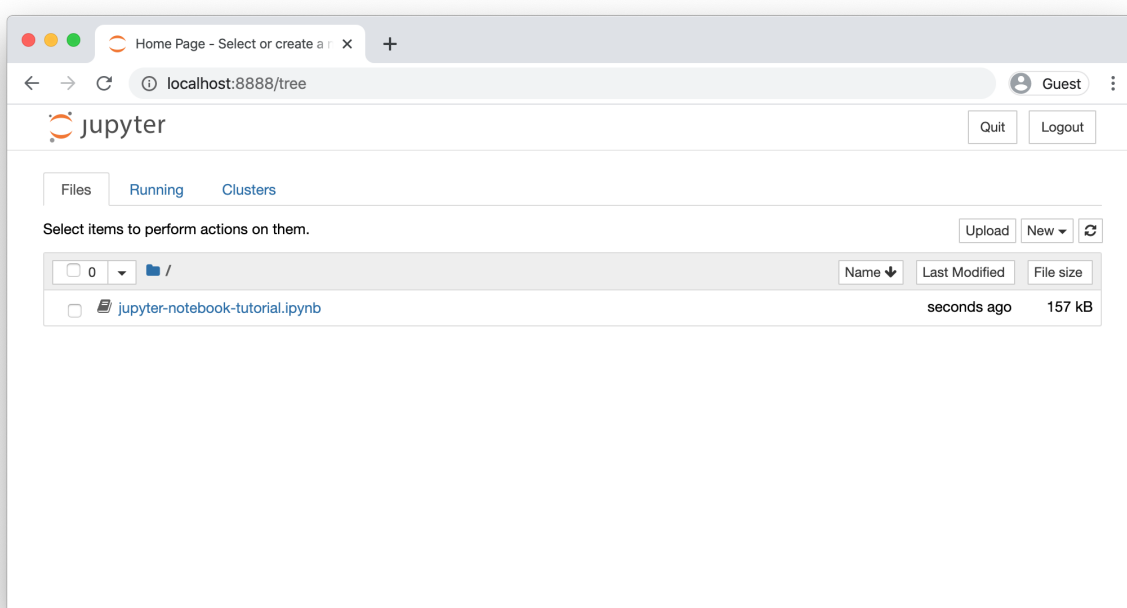 Home Page - Select or create a
localhost:8888/tree
Guest
jupyter
Quit
Logout
Files
Running
Clusters
Select items to perform actions on them.
Upload
New
0
/
Name
Last Modified
File size
jupyter-notebook-tutorial.ipynb
seconds ago
157 kB